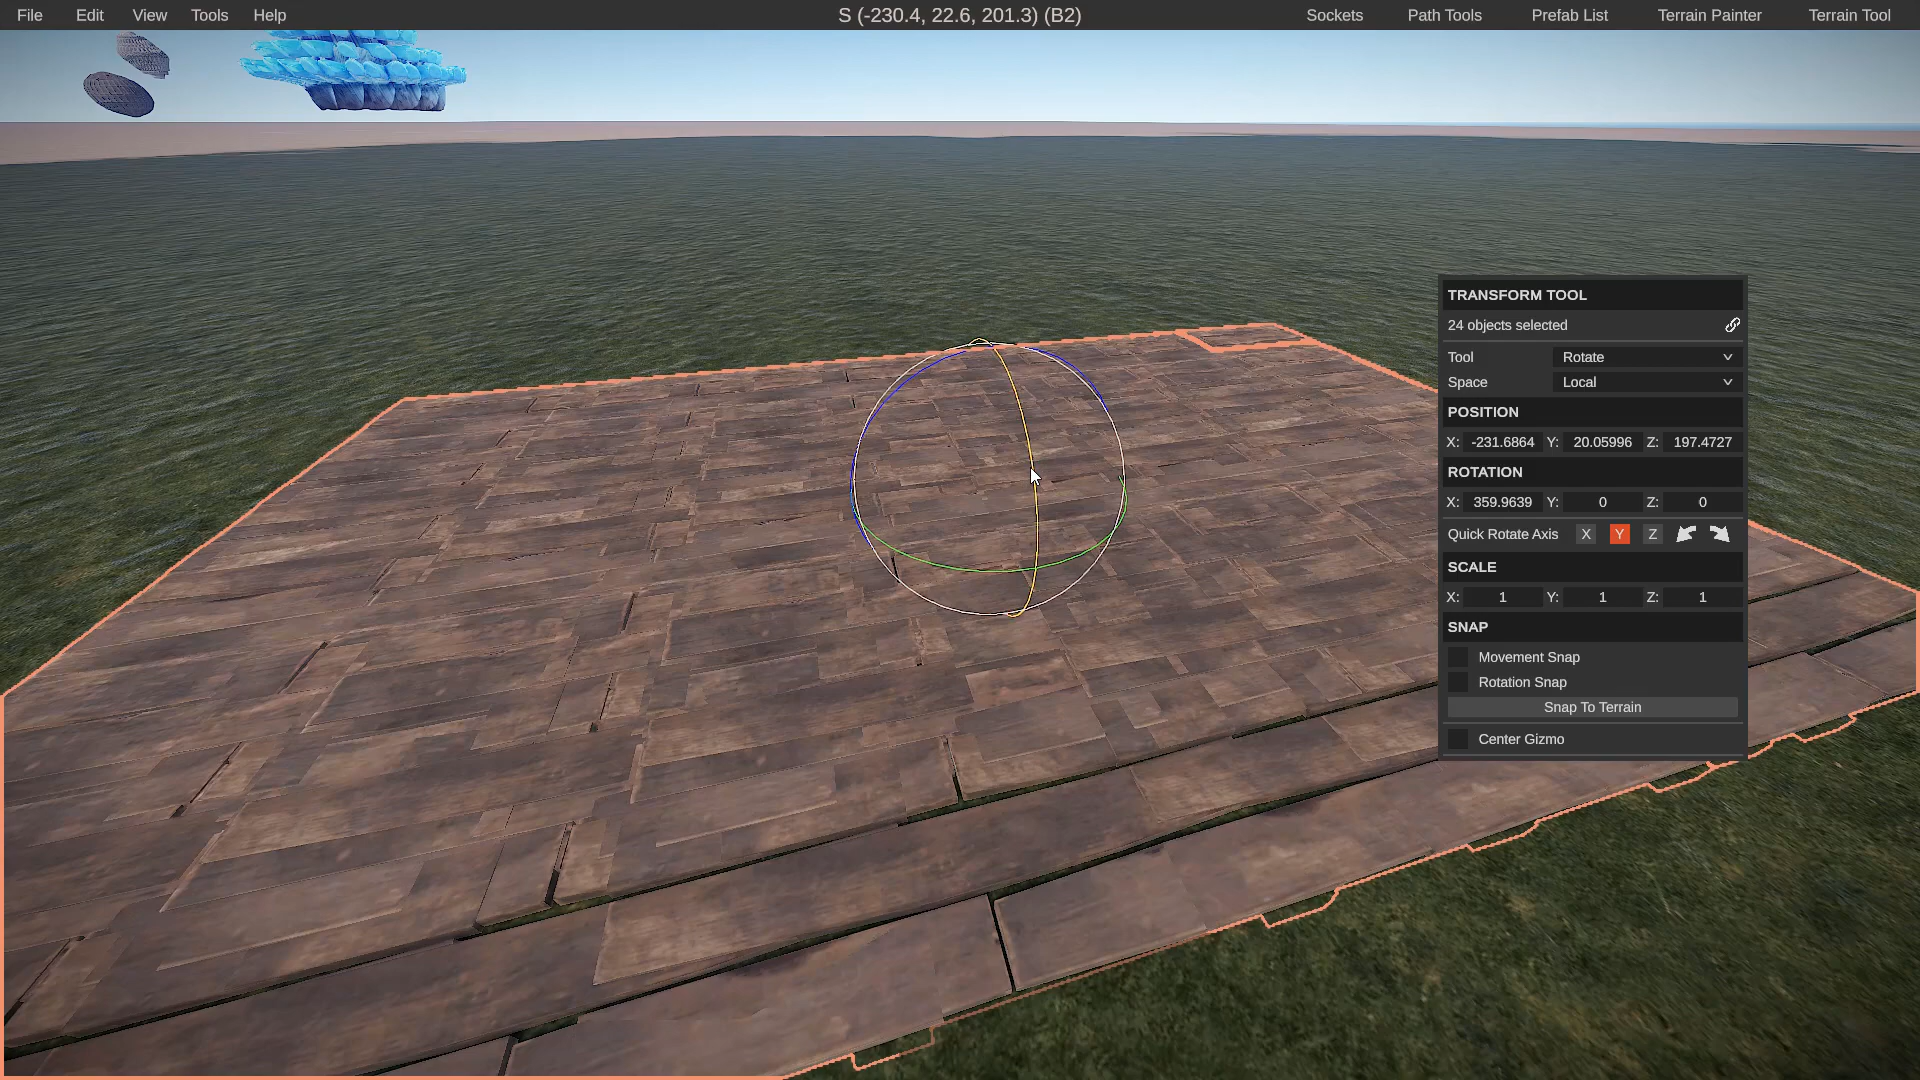 File Edit View Tools Help S (-230.4, 22.6, 201.3) (B2) Sockets Path Tools Prefab List Terrain Painter Terrain Tool
TRANSFORM TOOL
24 objects selected
Tool Rotate
Space Local
POSITION
X: -231.6864 Y: 20.05996 Z: 197.4727
ROTATION
X: 359.9639 Y: 0 Z: 0
Quick Rotate Axis X Y Z
SCALE
X: 1 Y: 1 Z: 1
SNAP
Movement Snap
Rotation Snap
Snap To Terrain
Center Gizmo